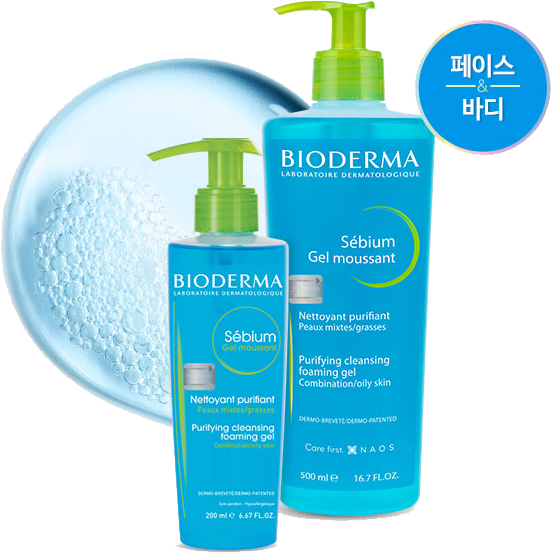 페이스
&
바디
BIODERMA
LABORATOIRE DERMATOLOGIQUE
Sébium
Gel moussant
Nettoyant purifiant
Peaux mixtes/grasses
Purifying cleansing
foaming gel
Combination/oily skin
DERMO-BREVETÉ/DERMO-PATENTED
Care first. NAOS
500 ml e 16.7 FL.OZ.
BIODERMA
LABORATOIRE DERMATOLOGIQUE
Sébium
Gel moussant
Nettoyant purifiant
Peaux mixtes/grasses
Purifying cleansing
foaming gel
Combination/oily skin
DERMO-BREVETÉ/DERMO-PATENTED
Sans paraben - Hypoallergénique
200 ml e 6.67 FL.OZ.